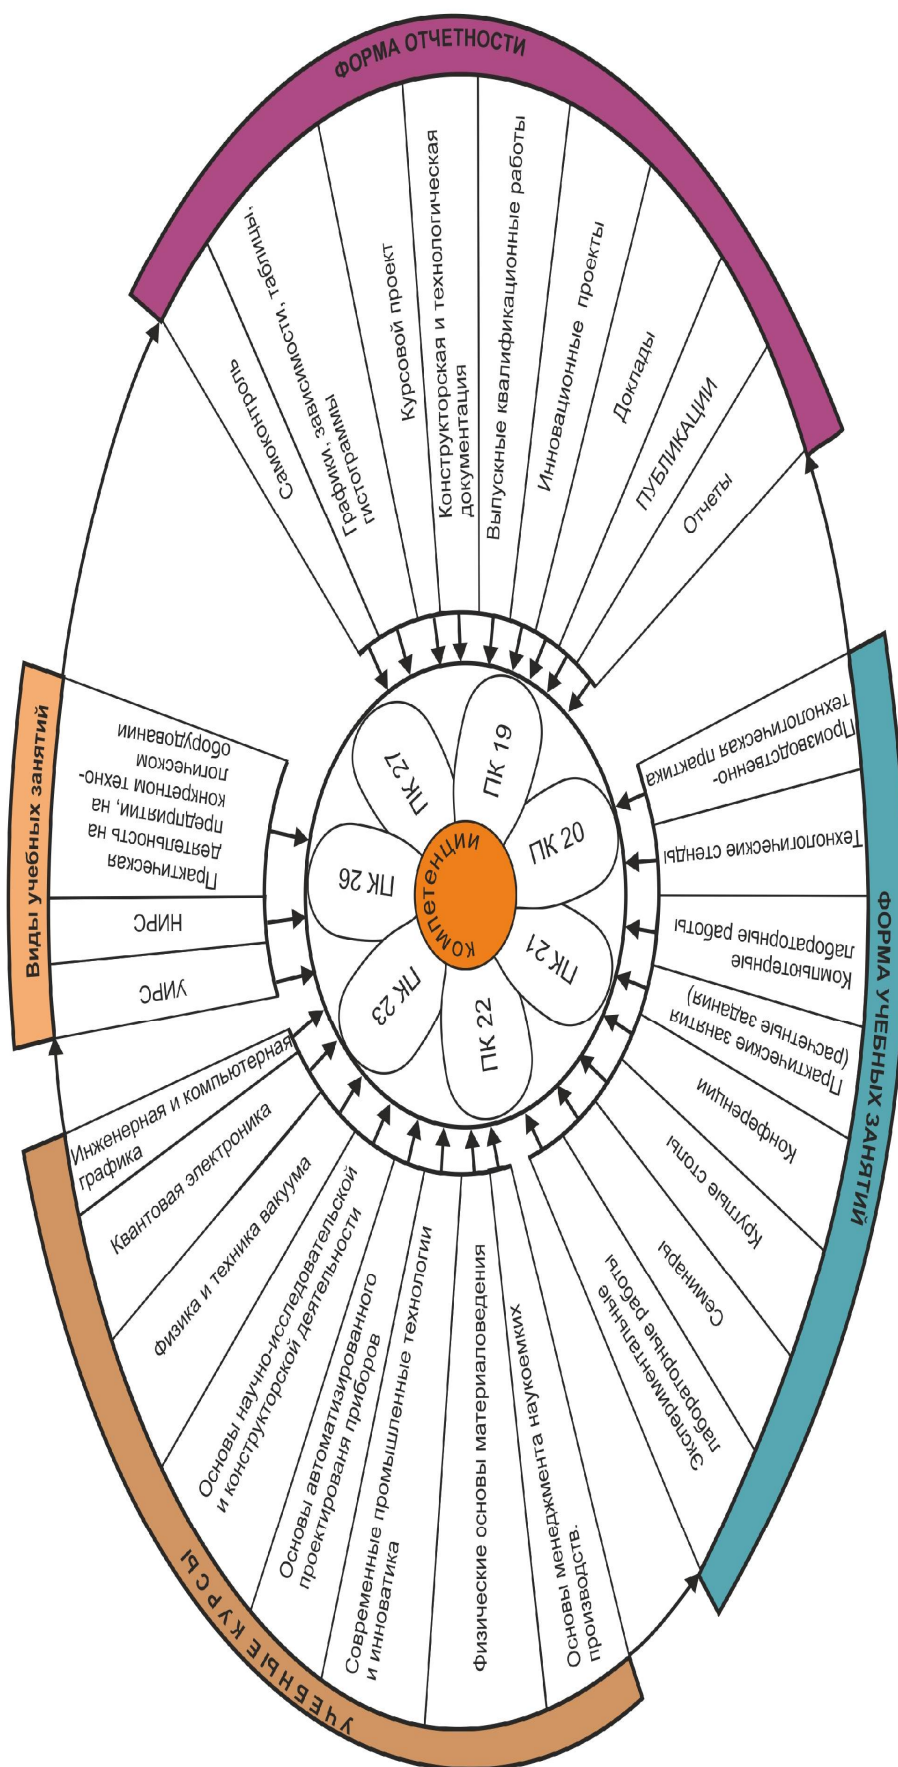 ФОРМА ОТЧЕТНОСТИ
Самоконтроль
Графики, зависимости, таблицы,
гистограммы
Курсовой проект
Конструкторская и технологическая
документация
Выпускные квалификационные работы
Инновационные проекты
Доклады
ПУБЛИКАЦИИ
Отчеты
Виды учебных занятий
Практическая
деятельность на
предприятии, на
конкретном техно-
логическом
оборудовании
НИРС
УИРС
КОМПЕТЕНЦИИ
ПК 19
ПК 20
ПК 21
ПК 22
ПК 23
ПК 26
ПК 27
ФОРМА УЧЕБНЫХ ЗАНЯТИЙ
Производственно-
технологическая практика
Технологические стенды
Компьютерные
лабораторные работы
Практические занятия
(расчетные задания)
Конференции
Круглые столы
Семинары
Экспериментальные
лабораторные работы
УЧЕБНЫЕ КУРСЫ
Инженерная и компьютерная
графика
Квантовая электроника
Физика и техника вакуума
Основы научно-исследовательской
и конструкторской деятельности
Основы автоматизированного
проектированя приборов
Современные промышленные технологии
и инноватика
Физические основы материаловедения
Основы менеджмента наукоемких
производств.